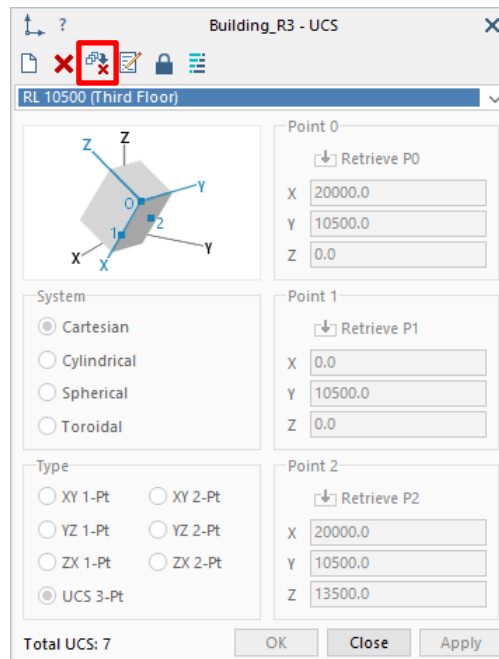 ? Building_R3 - UCS
RL 10500 (Third Floor)
Z Z
Y
0
1 2
X X Y
System
Cartesian
Cylindrical
Spherical
Toroidal
Type
XY 1-Pt XY 2-Pt
YZ 1-Pt YZ 2-Pt
ZX 1-Pt ZX 2-Pt
UCS 3-Pt
Point 0
Retrieve P0
X 20000.0
Y 10500.0
Z 0.0
Point 1
Retrieve P1
X 0.0
Y 10500.0
Z 0.0
Point 2
Retrieve P2
X 20000.0
Y 10500.0
Z 13500.0
Total UCS: 7 OK Close Apply